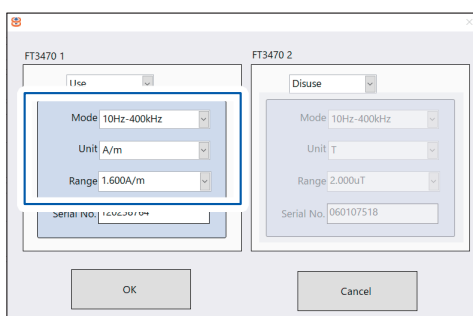 FT3470 1
Use
Mode 10Hz-400kHz
Unit A/m
Range 1.600A/m
Serial No. 120258764
FT3470 2
Disuse
Mode 10Hz-400kHz
Unit T
Range 2.000uT
Serial No. 060107518
OK
Cancel